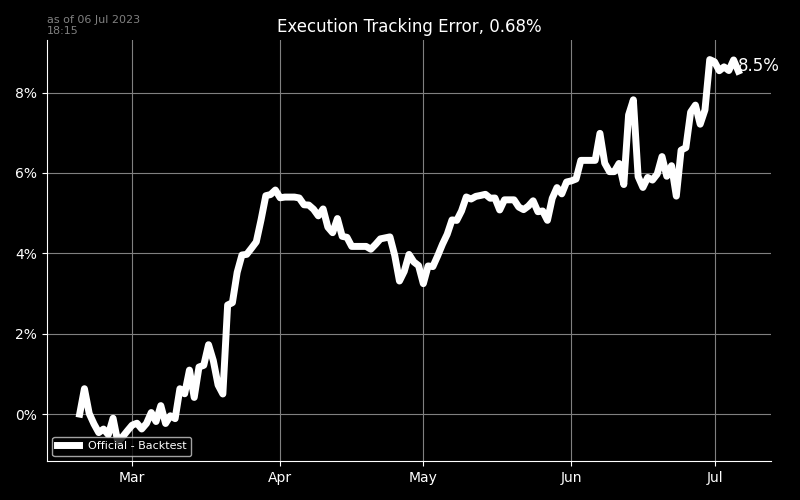 as of 06 Jul 2023
18:15
Execution Tracking Error, 0.68%
8.5%
8%
6%
4%
2%
0%
Official - Backtest
Mar Apr May Jun Jul